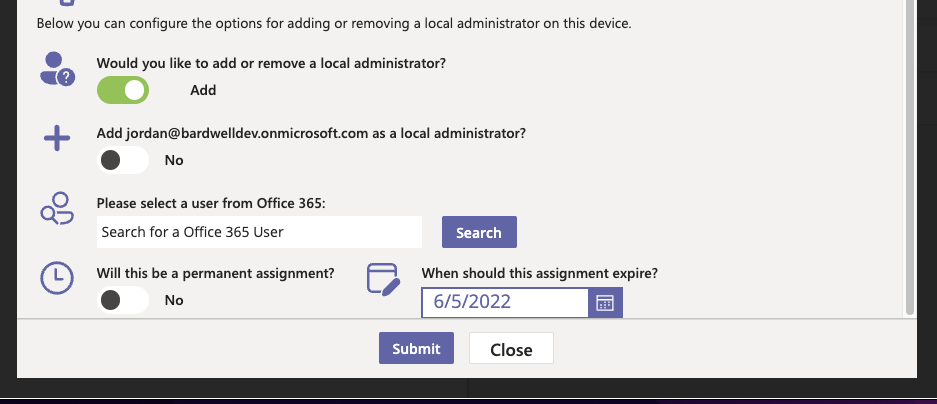 Below you can configure the options for adding or removing a local administrator on this device.
Would you like to add or remove a local administrator?
Add
Add jordan@bardwelldev.onmicrosoft.com as a local administrator?
No
Please select a user from Office 365:
Search for a Office 365 User
Search
Will this be a permanent assignment?
When should this assignment expire?
No
6/5/2022
Submit
Close